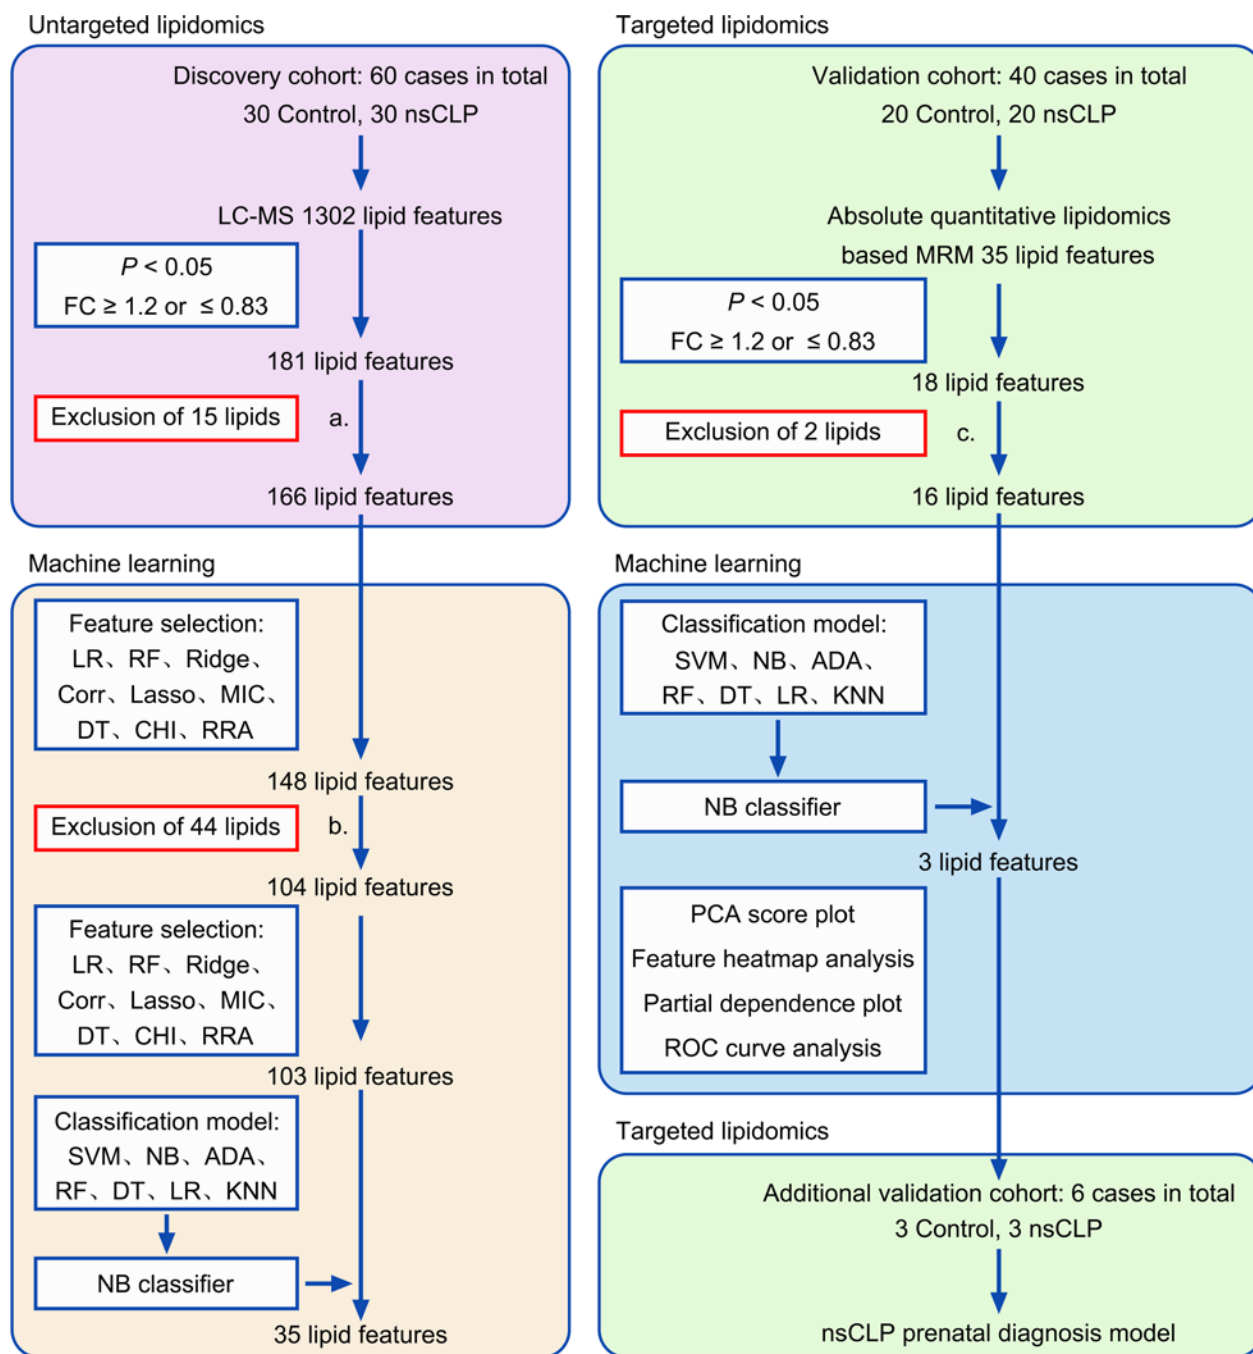 Untargeted lipidomics
Discovery cohort: 60 cases in total
30 Control, 30 nsCLP
LC-MS 1302 lipid features
P < 0.05
FC ≥ 1.2 or ≤ 0.83
181 lipid features
Exclusion of 15 lipids
a.
166 lipid features
Machine learning
Feature selection:
LR、RF、Ridge、
Corr、Lasso、MIC、
DT、CHI、RRA
148 lipid features
Exclusion of 44 lipids
b.
104 lipid features
Feature selection:
LR、RF、Ridge、
Corr、Lasso、MIC、
DT、CHI、RRA
103 lipid features
Classification model:
SVM、NB、ADA、
RF、DT、LR、KNN
NB classifier
35 lipid features
Targeted lipidomics
Validation cohort: 40 cases in total
20 Control, 20 nsCLP
Absolute quantitative lipidomics
based MRM 35 lipid features
P < 0.05
FC ≥ 1.2 or ≤ 0.83
18 lipid features
Exclusion of 2 lipids
c.
16 lipid features
Machine learning
Classification model:
SVM、NB、ADA、
RF、DT、LR、KNN
NB classifier
3 lipid features
PCA score plot
Feature heatmap analysis
Partial dependence plot
ROC curve analysis
Targeted lipidomics
Additional validation cohort: 6 cases in total
3 Control, 3 nsCLP
nsCLP prenatal diagnosis model